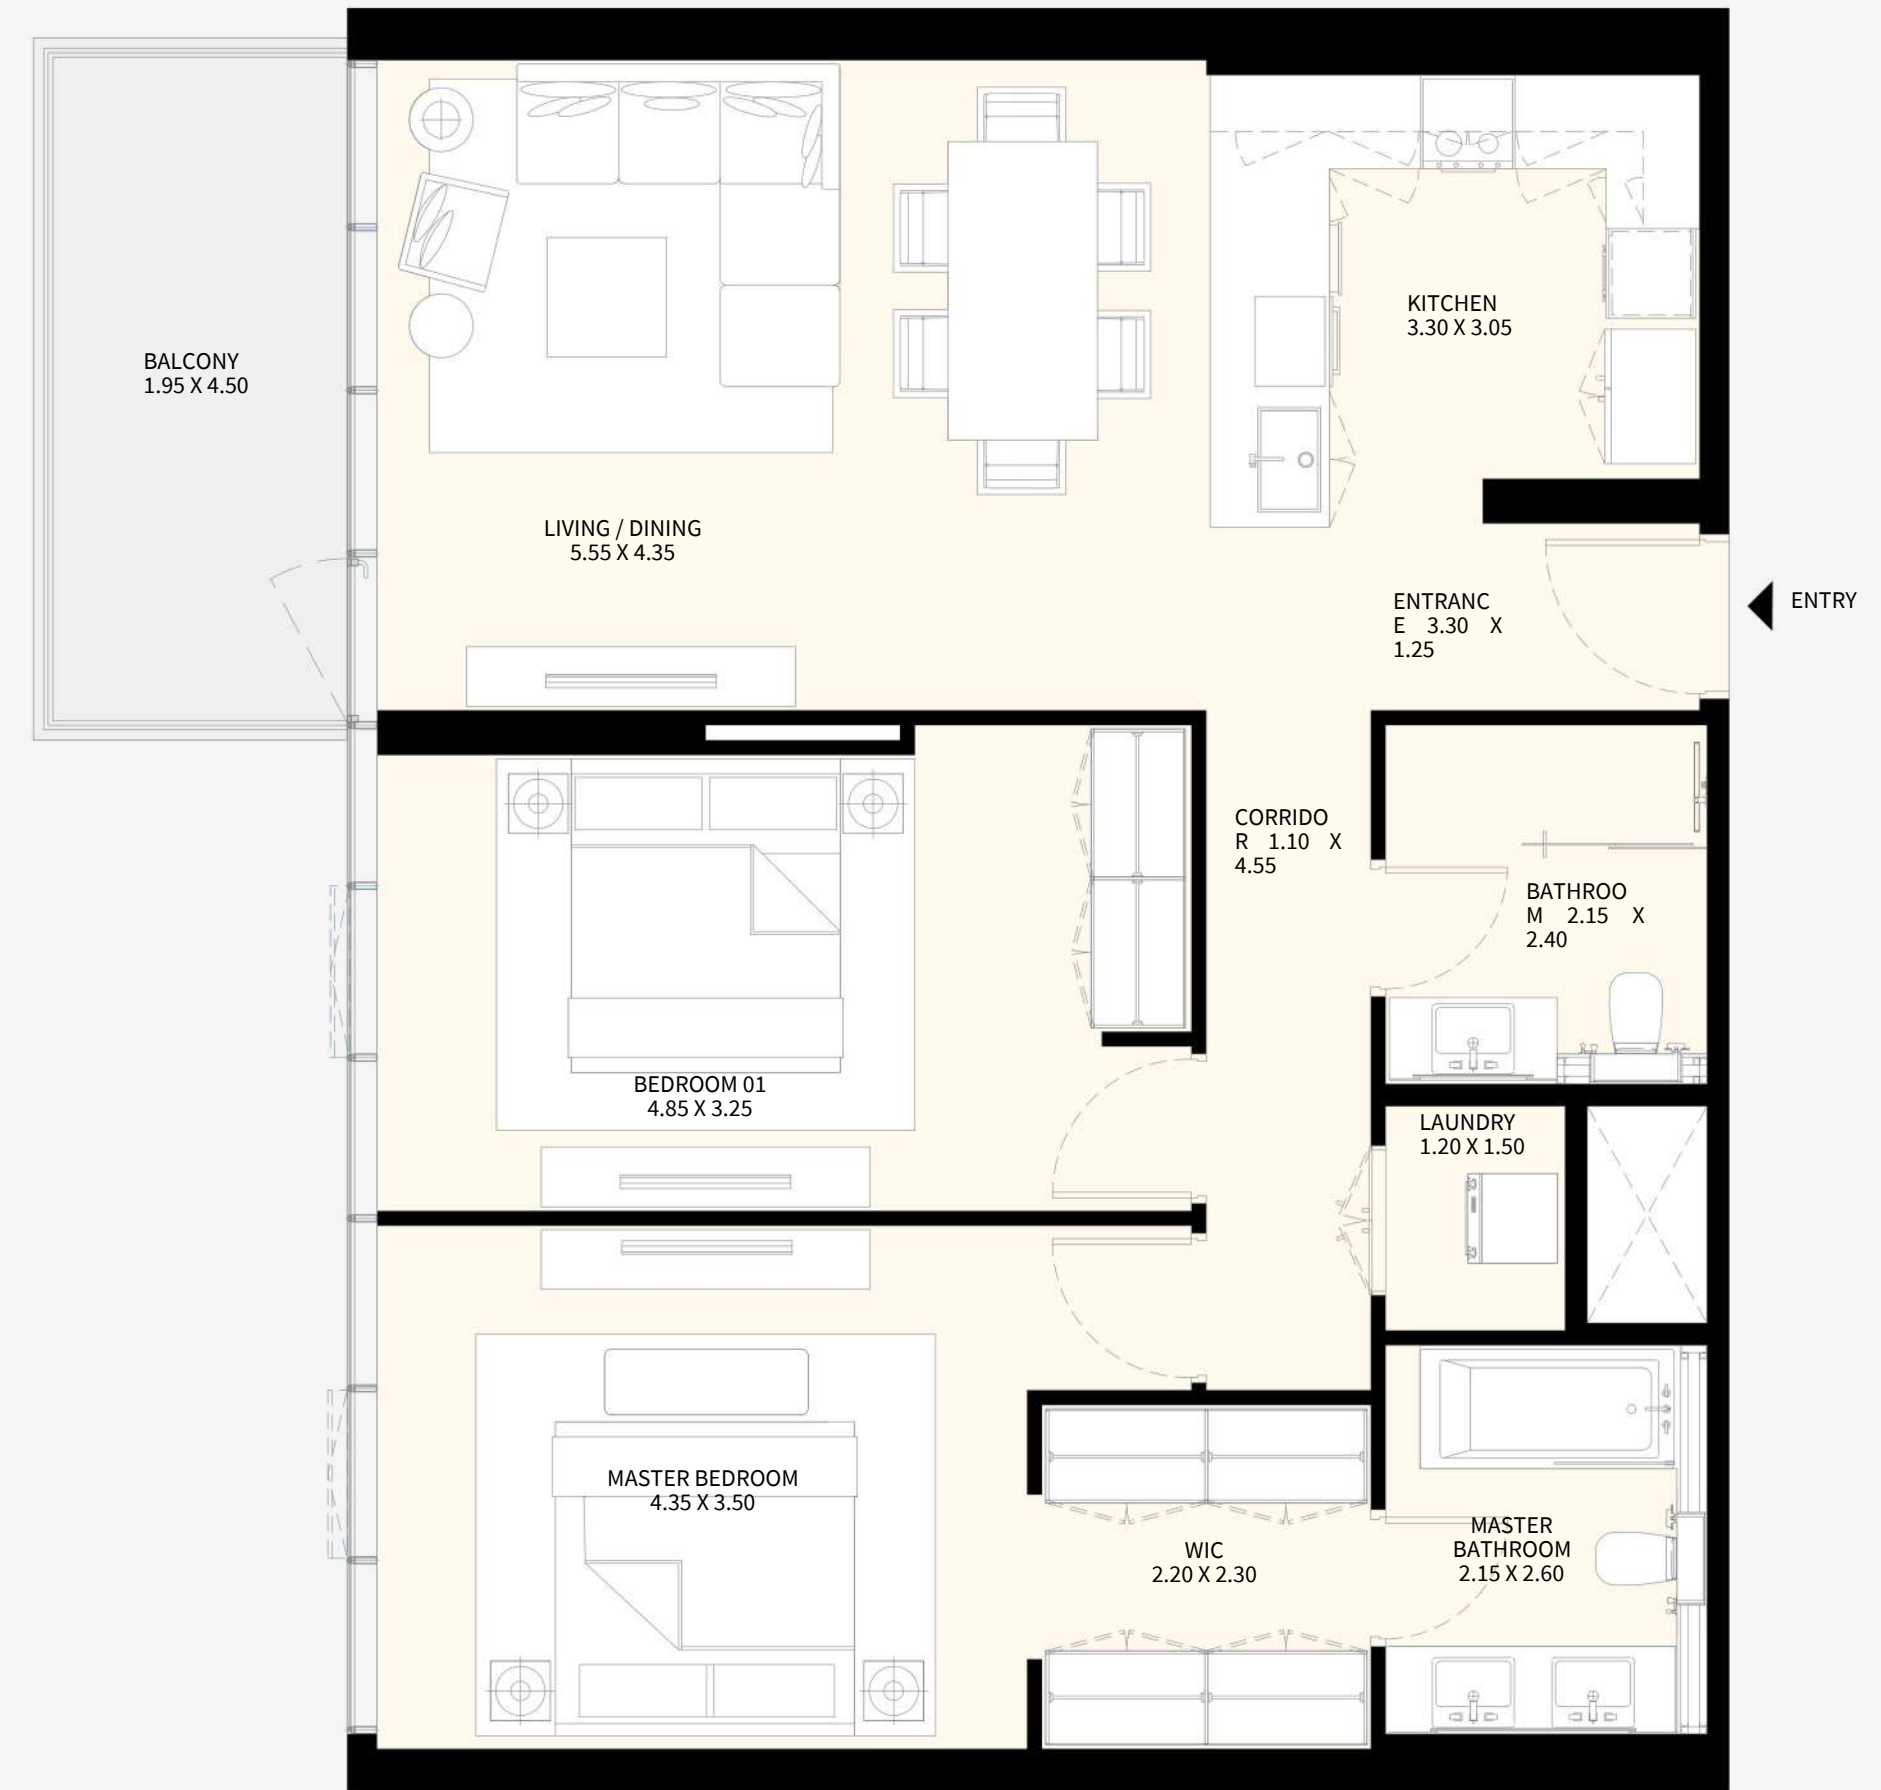 KITCHEN
3.30 X 3.05
BALCONY
1.95 X 4.50
LIVING / DINING
5.55 X 4.35
ENTRANC
E 3.30 X
1.25
ENTRY
CORRIDO
R 1.10 X
4.55
BATHROO
M 2.15 X
2.40
BEDROOM 01
4.85 X 3.25
LAUNDRY
1.20 X 1.50
MASTER BEDROOM
4.35 X 3.50
WIC
2.20 X 2.30
MASTER
BATHROOM
2.15 X 2.60